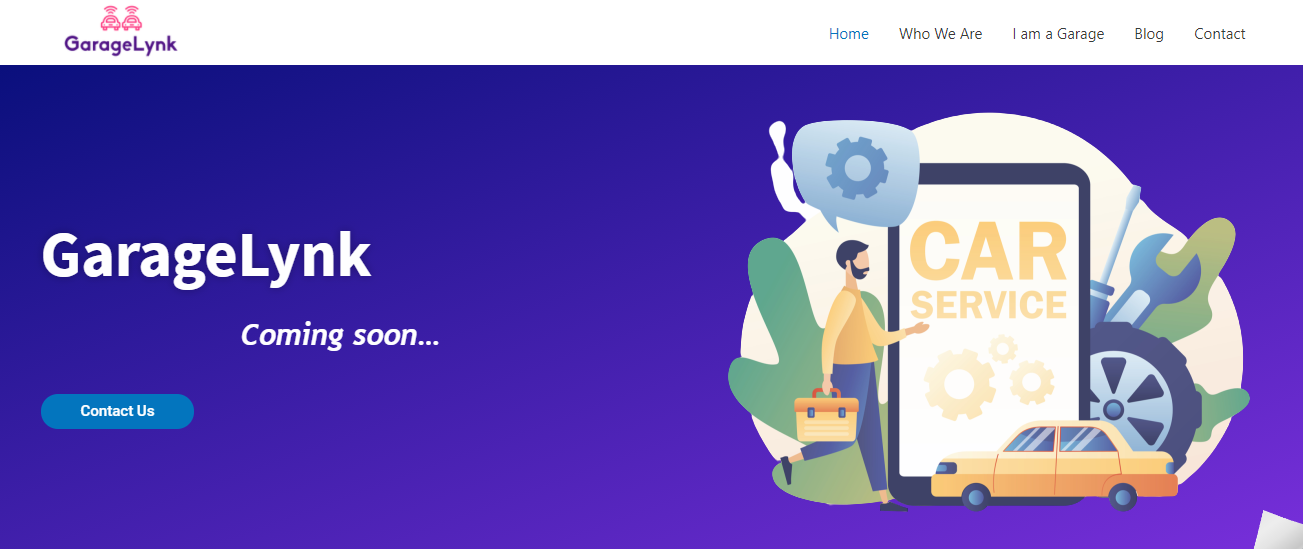 GarageLynk
Home Who We Are I am a Garage Blog Contact
GarageLynk
Coming soon...
Contact Us
CAR
SERVICE